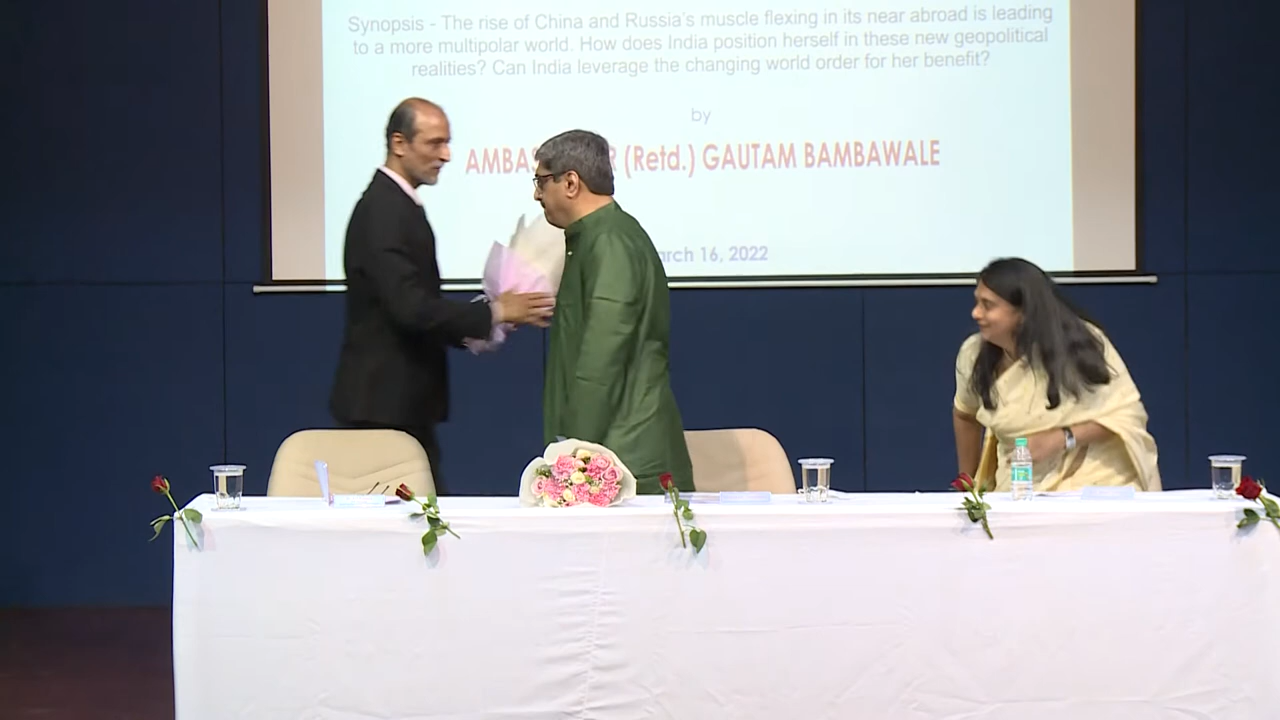 Synopsis - The rise of China and Russia's muscle flexing in its near abroad is leading
to a more multipolar world. How does India position herself in these new geopolitical
realities? Can India leverage the changing world order for her benefit?
by
(Retd.) GAUTAM BAMBAWALE
16, 2022